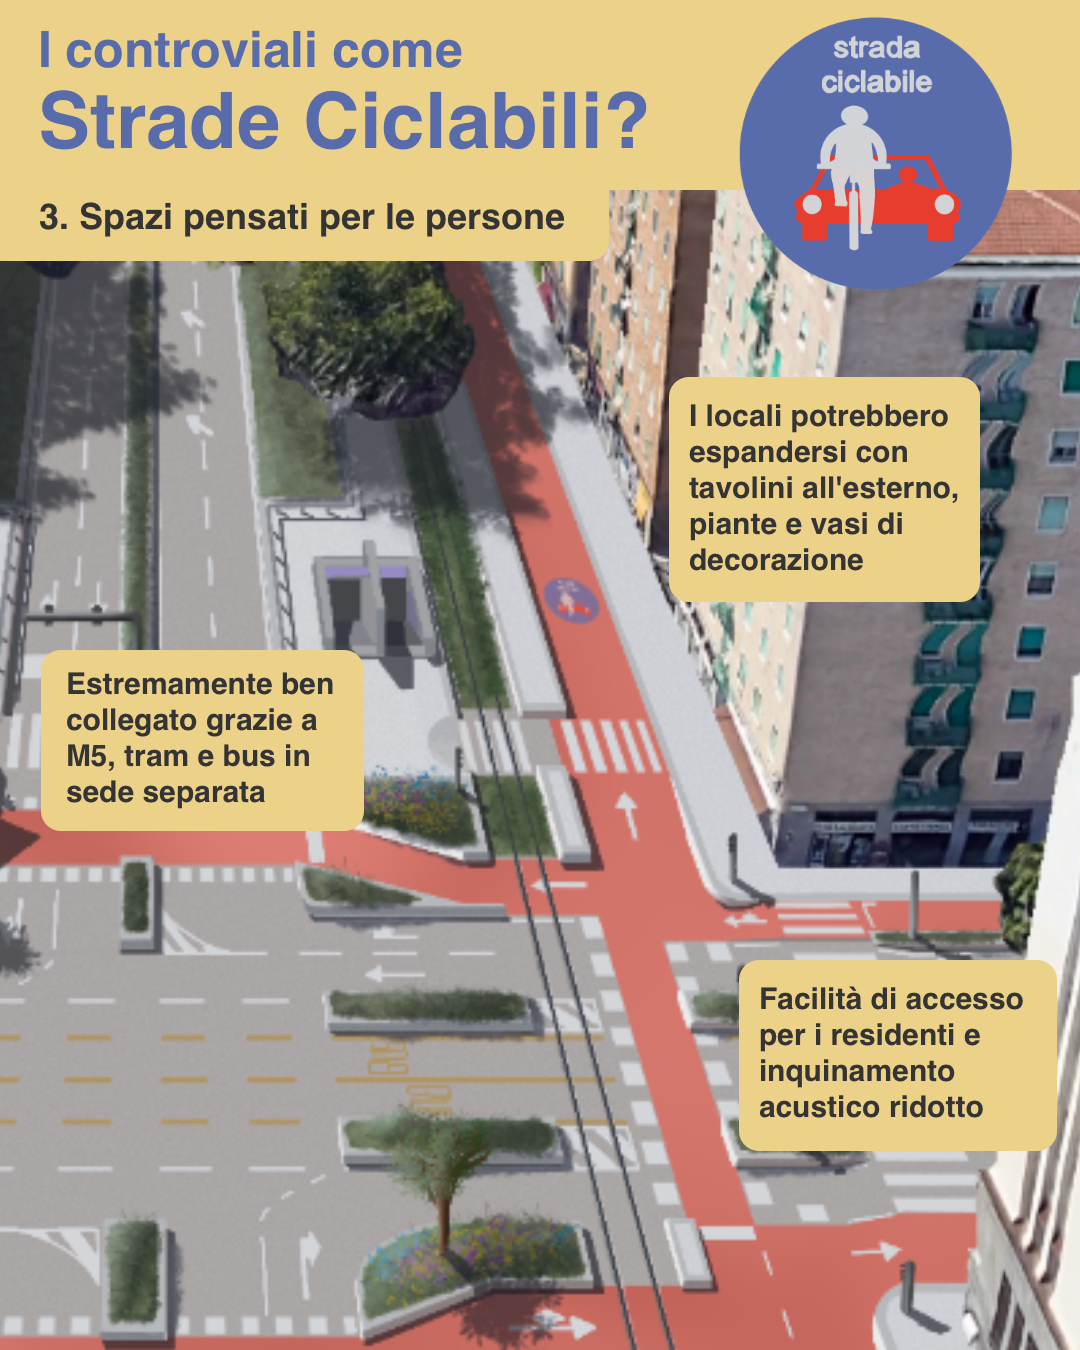 I controviali come
Strade Ciclabili?
strada
ciclabile
3. Spazi pensati per le persone
I locali potrebbero
espandersi con
tavolini all'esterno,
piante e vasi di
decorazione
Estremamente ben
collegato grazie a
M5, tram e bus in
sede separata
Facilità di accesso
per i residenti e
inquinamento
acustico ridotto